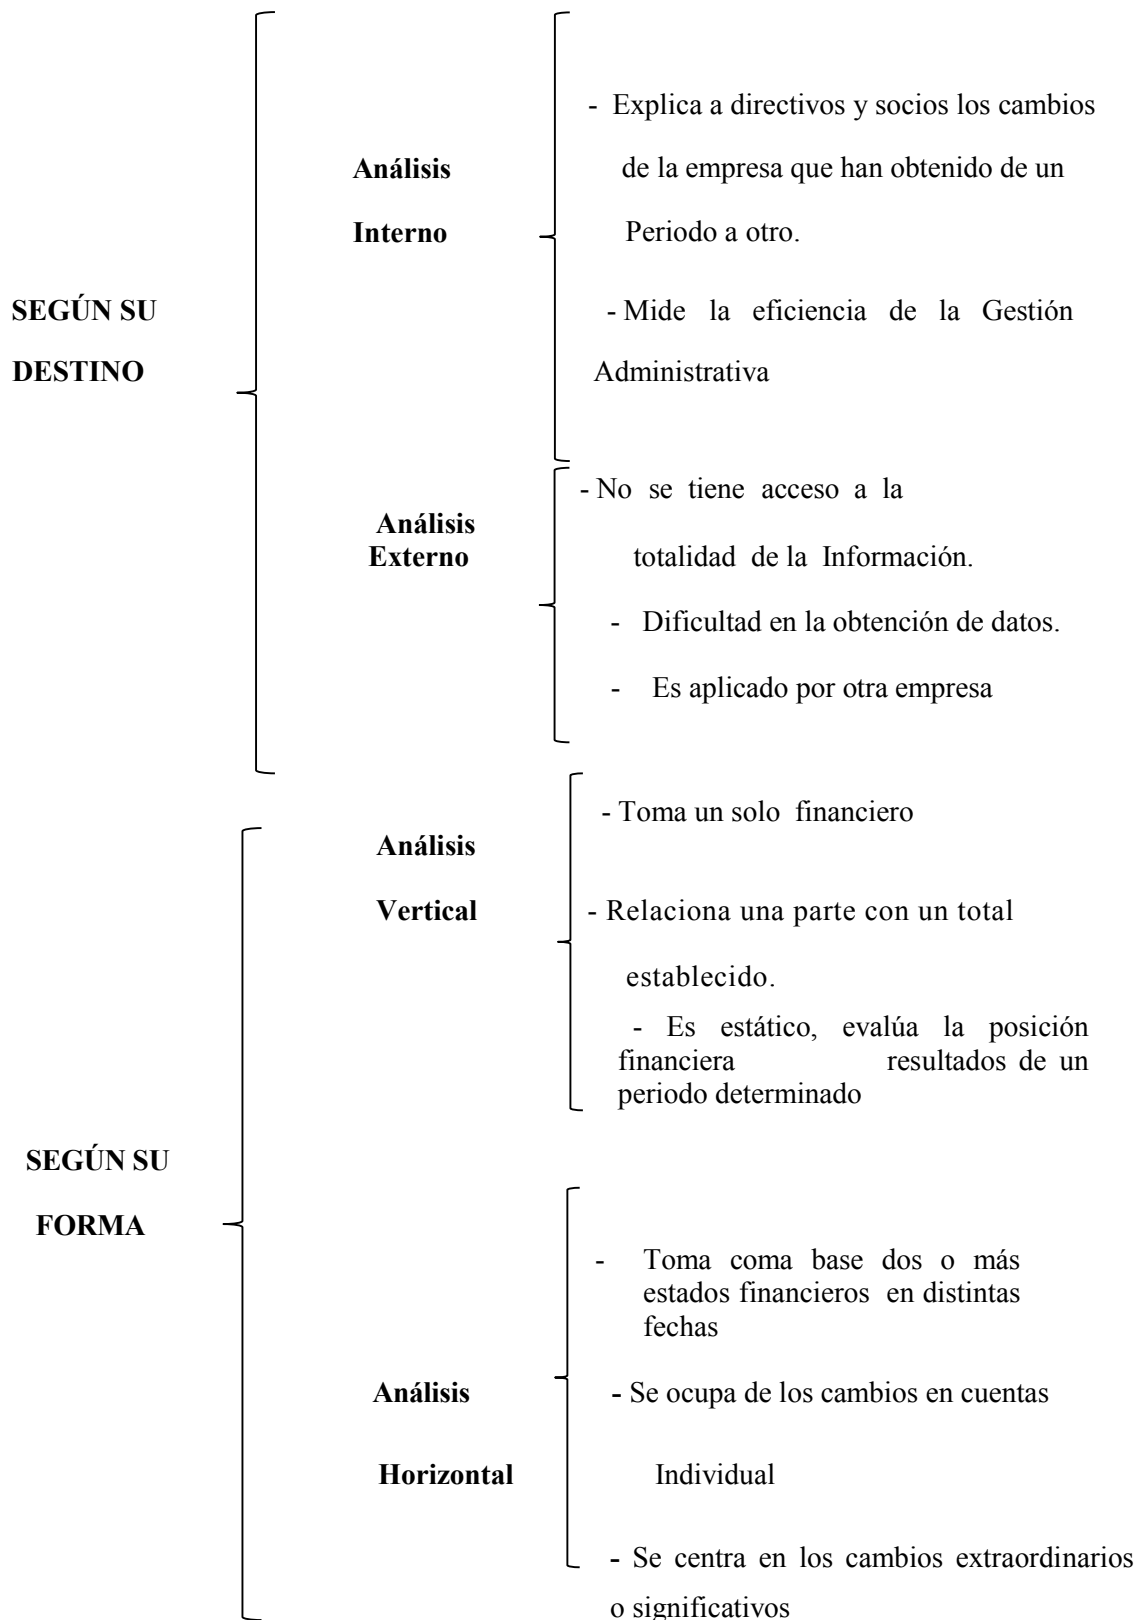 SEGÚN SU
DESTINO
Análisis
Interno
- Explica a directivos y socios los cambios
de la empresa que han obtenido de un
Periodo a otro.
- Mide la eficiencia de la Gestión
Administrativa
Análisis
Externo
- No se tiene acceso a la
totalidad de la Información.
- Dificultad en la obtención de datos.
- Es aplicado por otra empresa
SEGÚN SU
FORMA
Análisis
Vertical
- Toma un solo financiero
- Relaciona una parte con un total
establecido.
- Es estático, evalúa la posición
financiera resultados de un
periodo determinado
Análisis
Horizontal
- Toma coma base dos o más
estados financieros en distintas
fechas
- Se ocupa de los cambios en cuentas
Individual
- Se centra en los cambios extraordinarios
o significativos